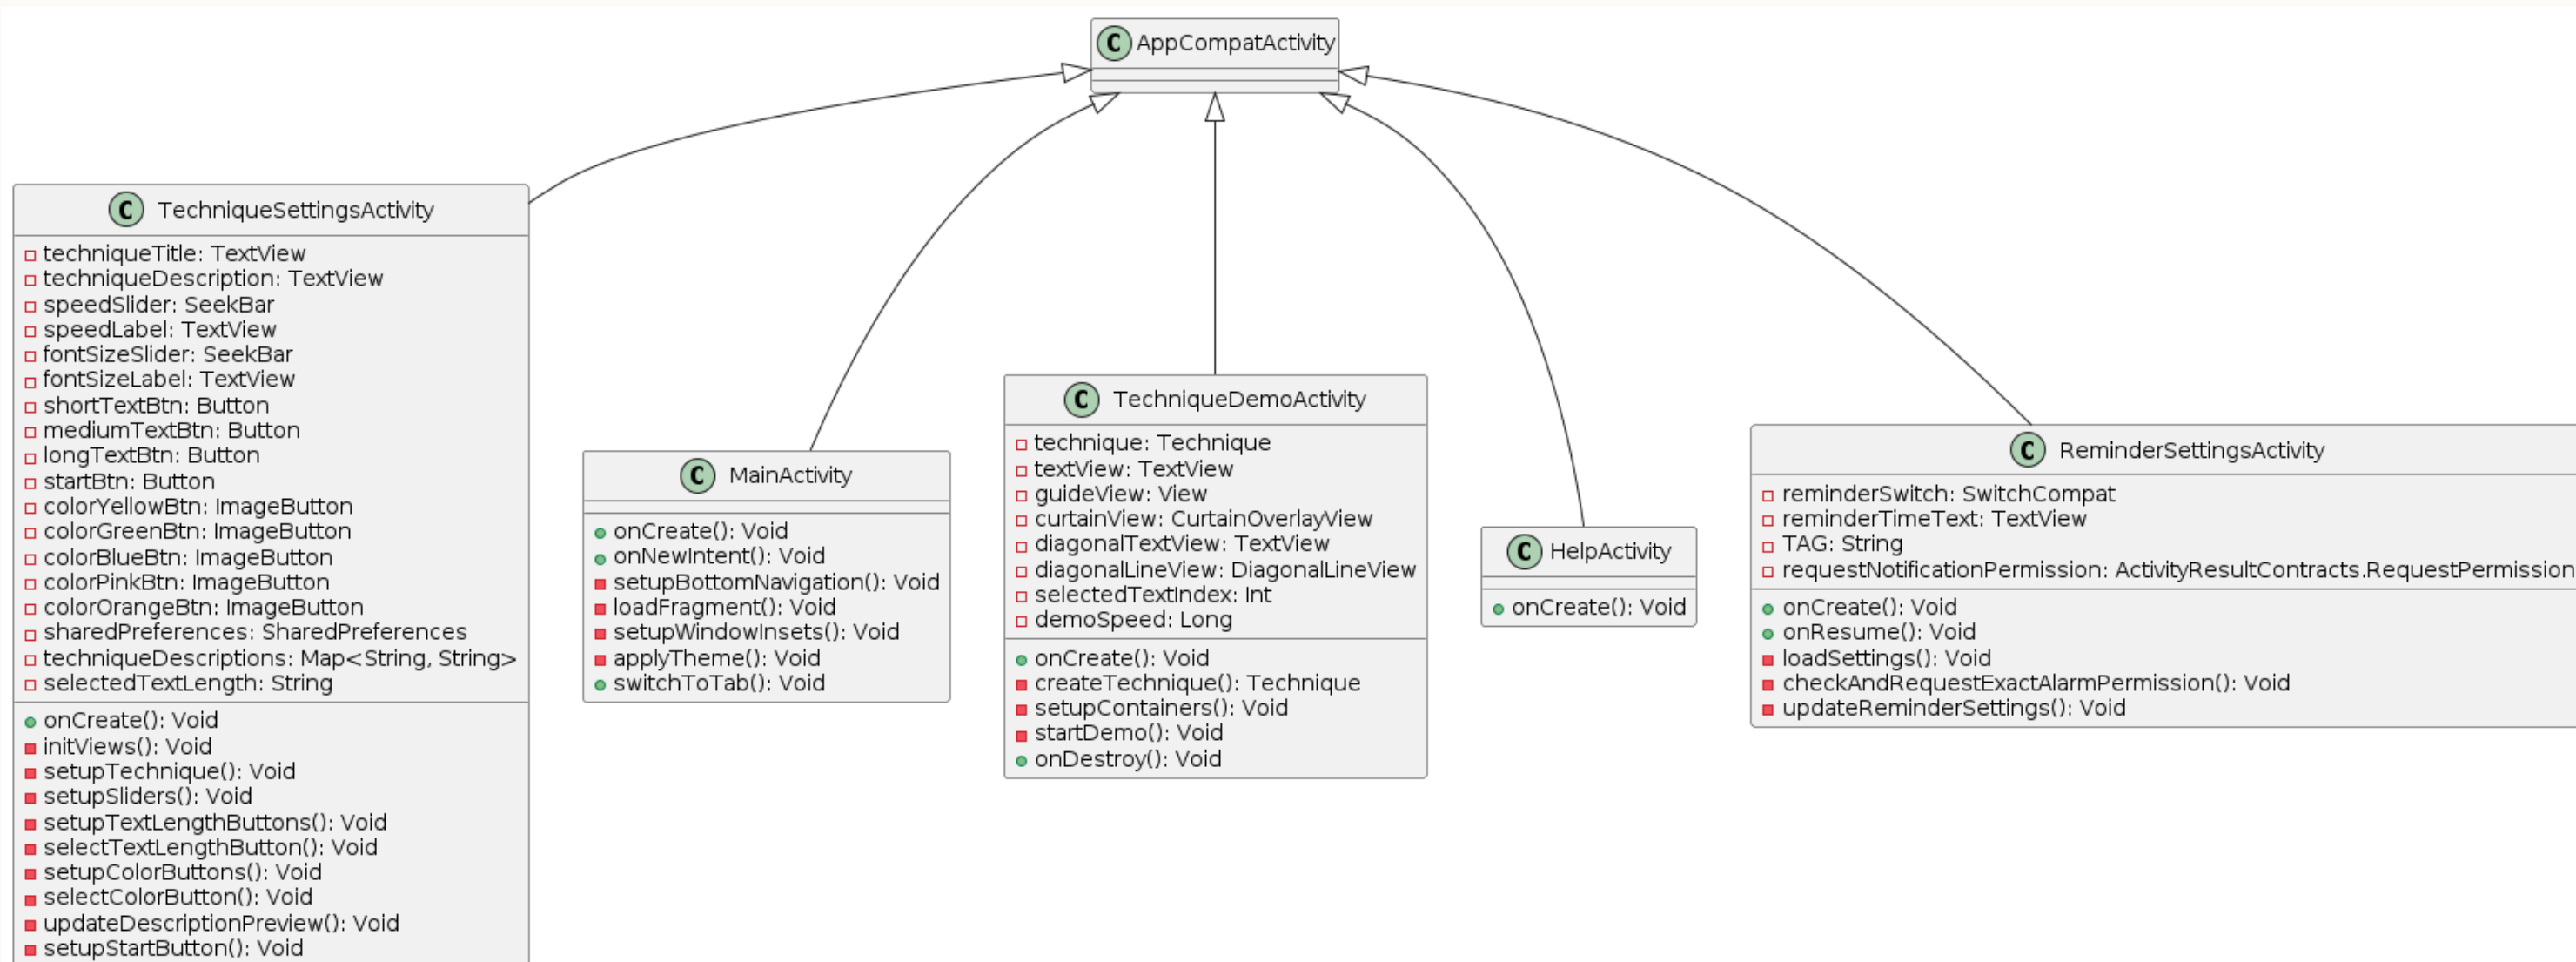 C AppCompatActivity
C TechniqueSettingsActivity
techniqueTitle: TextView
techniqueDescription: TextView
speedSlider: SeekBar
speedLabel: TextView
fontSizeSlider: SeekBar
fontSizeLabel: TextView
shortTextBtn: Button
mediumTextBtn: Button
longTextBtn: Button
startBtn: Button
colorYellowBtn: ImageButton
colorGreenBtn: ImageButton
colorBlueBtn: ImageButton
colorPinkBtn: ImageButton
colorOrangeBtn: ImageButton
sharedPreferences: SharedPreferences
techniqueDescriptions: Map<String, String>
selectedTextLength: String
onCreate(): Void
initViews(): Void
setupTechnique(): Void
setupSliders(): Void
setupTextLengthButtons(): Void
selectTextLengthButton(): Void
setupColorButtons(): Void
selectColorButton(): Void
updateDescriptionPreview(): Void
setupStartButton(): Void
C MainActivity
onCreate(): Void
onNewIntent(): Void
setupBottomNavigation(): Void
loadFragment(): Void
setupWindowInsets(): Void
applyTheme(): Void
switchToTab(): Void
C TechniqueDemoActivity
technique: Technique
textView: TextView
guideView: View
curtainView: CurtainOverlayView
diagonalTextView: TextView
diagonalLineView: DiagonalLineView
selectedTextIndex: Int
demoSpeed: Long
onCreate(): Void
createTechnique(): Technique
setupContainers(): Void
startDemo(): Void
onDestroy(): Void
C HelpActivity
onCreate(): Void
C ReminderSettingsActivity
reminderSwitch: SwitchCompat
reminderTimeText: TextView
TAG: String
requestNotificationPermission: ActivityResultContracts.RequestPermission
onCreate(): Void
onResume(): Void
loadSettings(): Void
checkAndRequestExactAlarmPermission(): Void
updateReminderSettings(): Void